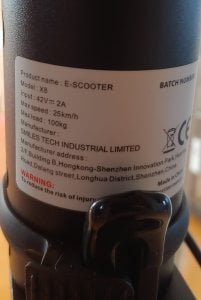 Product name : E-SCOOTER BATCH NUMBER
Model : X8
Input : 42V⎓2A
Max speed : 25km/h
Max load : 100kg
Manufacturer :
SMILES TECH INDUSTRIAL LIMITED
Manufacturer address :
2/F Building B,Hongkong-Shenzhen Innovation Park,
Road,Dalang street,Longhua District,Shenzhen,China.
WARNING:
To reduce the risk of injury